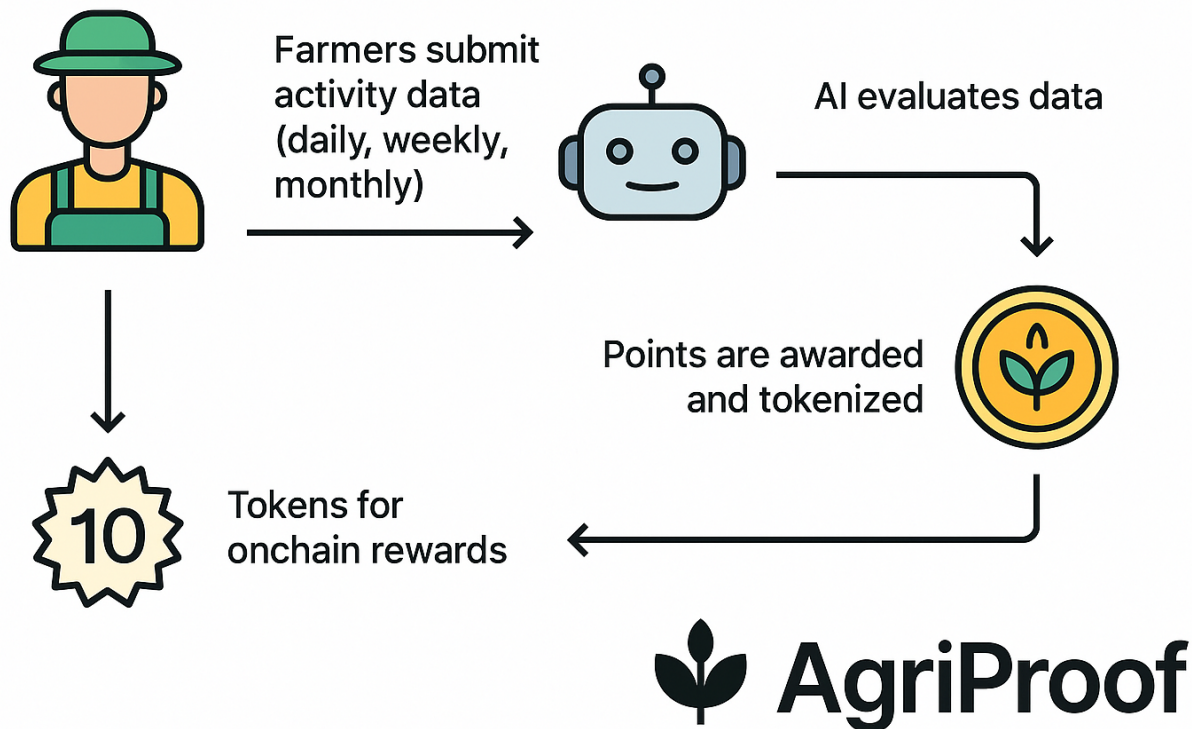 Farmers submit
activity data
(daily, weekly,
monthly)
AI evaluates data
Points are awarded
and tokenized
10
Tokens for
onchain rewards
AgriProof